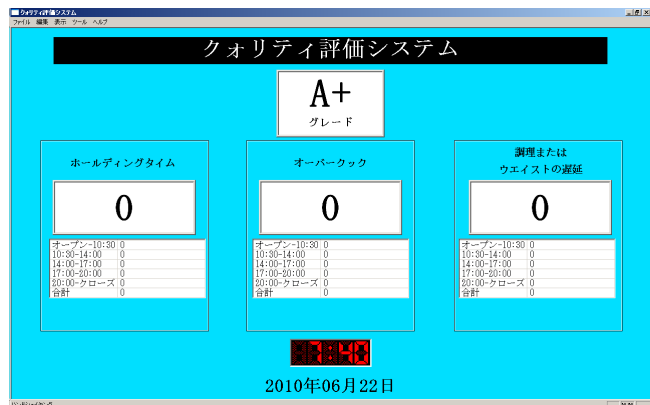 クォリティ評価システム
ファイル 編集 表示 ツール ヘルプ
クォリティ評価システム
A+
グレード
ホールディングタイム
0
オープン-10:30 0
10:30-14:00 0
14:00-17:00 0
17:00-20:00 0
20:00-クローズ 0
合計 0
オーバークック
0
オープン-10:30 0
10:30-14:00 0
14:00-17:00 0
17:00-20:00 0
20:00-クローズ 0
合計 0
調理または
ウエイストの遅延
0
オープン-10:30 0
10:30-14:00 0
14:00-17:00 0
17:00-20:00 0
20:00-クローズ 0
合計 0
2010年06月22日